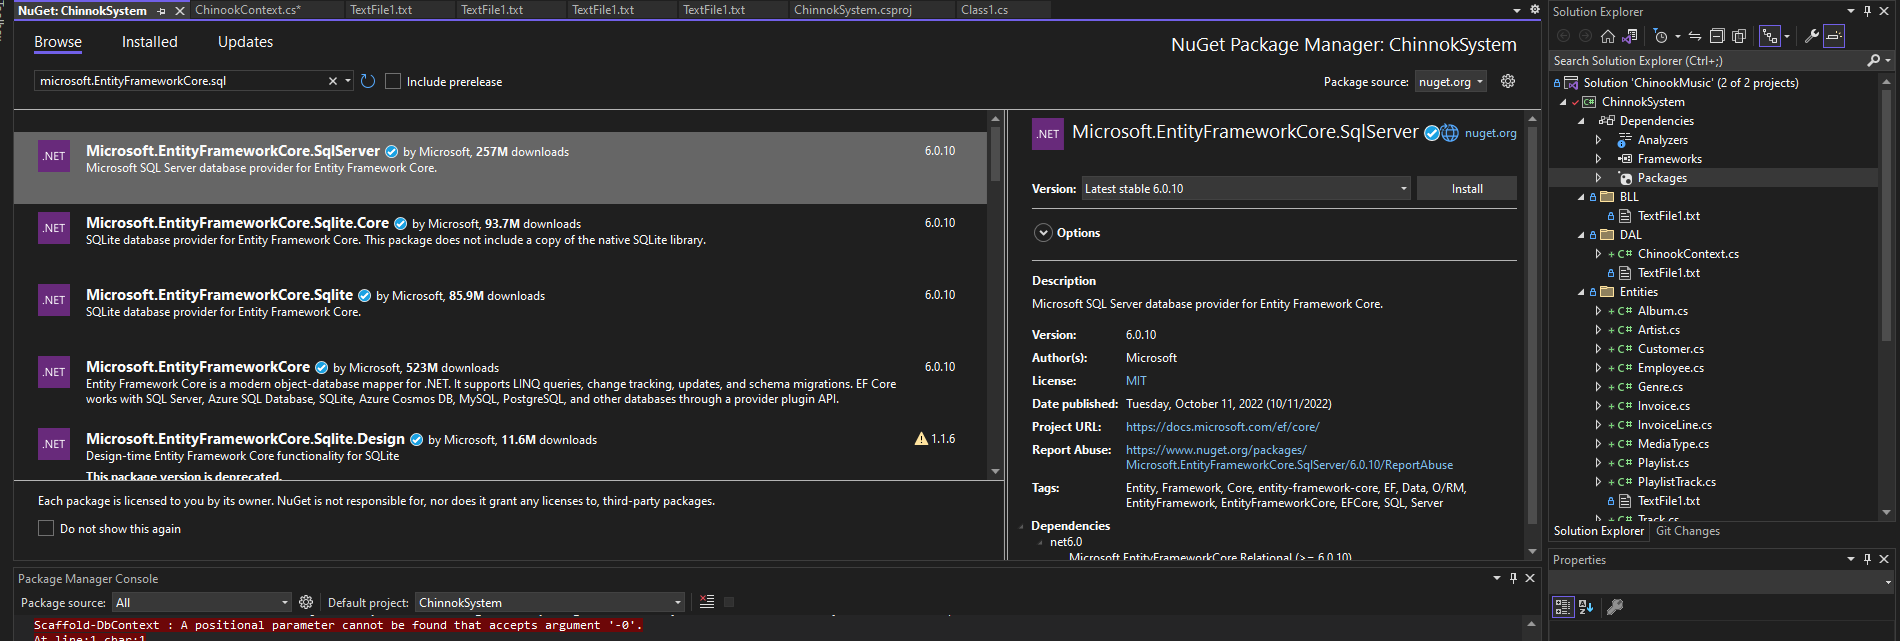 NuGet: ChinnokSystem
ChinookContext.cs*
TextFile1.txt
TextFile1.txt
TextFile1.txt
TextFile1.txt
ChinnokSystem.csproj
Class1.cs
Browse
Installed
Updates
NuGet Package Manager: ChinnokSystem
microsoft.EntityFrameworkCore.sql
Include prerelease
Package source: nuget.org
.NET
Microsoft.EntityFrameworkCore.SqlServer by Microsoft, 257M downloads
6.0.10
Microsoft SQL Server database provider for Entity Framework Core.
.NET
Microsoft.EntityFrameworkCore.Sqlite.Core by Microsoft, 93.7M downloads
6.0.10
SQLite database provider for Entity Framework Core. This package does not include a copy of the native SQLite library.
.NET
Microsoft.EntityFrameworkCore.Sqlite by Microsoft, 85.9M downloads
6.0.10
SQLite database provider for Entity Framework Core.
.NET
Microsoft.EntityFrameworkCore by Microsoft, 523M downloads
6.0.10
Entity Framework Core is a modern object-database mapper for .NET. It supports LINQ queries, change tracking, updates, and schema migrations. EF Core
works with SQL Server, Azure SQL Database, SQLite, Azure Cosmos DB, MySQL, PostgreSQL, and other databases through a provider plugin API.
.NET
Microsoft.EntityFrameworkCore.Sqlite.Design by Microsoft, 11.6M downloads
1.1.6
Design-time Entity Framework Core functionality for SQLite
This package version is deprecated.
Each package is licensed to you by its owner. NuGet is not responsible for, nor does it grant any licenses to, third-party packages.
Do not show this again
.NET
Microsoft.EntityFrameworkCore.SqlServer
nuget.org
Version: Latest stable 6.0.10
Install
Options
Description
Microsoft SQL Server database provider for Entity Framework Core.
Version: 6.0.10
Author(s): Microsoft
License: MIT
Date published: Tuesday, October 11, 2022 (10/11/2022)
Project URL: https://docs.microsoft.com/ef/core/
Report Abuse: https://www.nuget.org/packages/
Microsoft.EntityFrameworkCore.SqlServer/6.0.10/ReportAbuse
Tags: Entity, Framework, Core, entity-framework-core, EF, Data, O/RM,
EntityFramework, EntityFrameworkCore, EFCore, SQL, Server
Dependencies
net6.0
Microsoft.EntityFrameworkCore.Relational (>= 6.0.10)
Package Manager Console
Package source: All
Default project: ChinnokSystem
Scaffold-DbContext : A positional parameter cannot be found that accepts argument '-0'.
At line:1 char:1
Solution Explorer
Search Solution Explorer (Ctrl+;)
Solution 'ChinookMusic' (2 of 2 projects)
C# ChinnokSystem
Dependencies
Analyzers
Frameworks
Packages
BLL
TextFile1.txt
DAL
C# ChinookContext.cs
TextFile1.txt
Entities
C# Album.cs
C# Artist.cs
C# Customer.cs
C# Employee.cs
C# Genre.cs
C# Invoice.cs
C# InvoiceLine.cs
C# MediaType.cs
C# Playlist.cs
C# PlaylistTrack.cs
TextFile1.txt
C# Track.cs
Solution Explorer
Git Changes
Properties